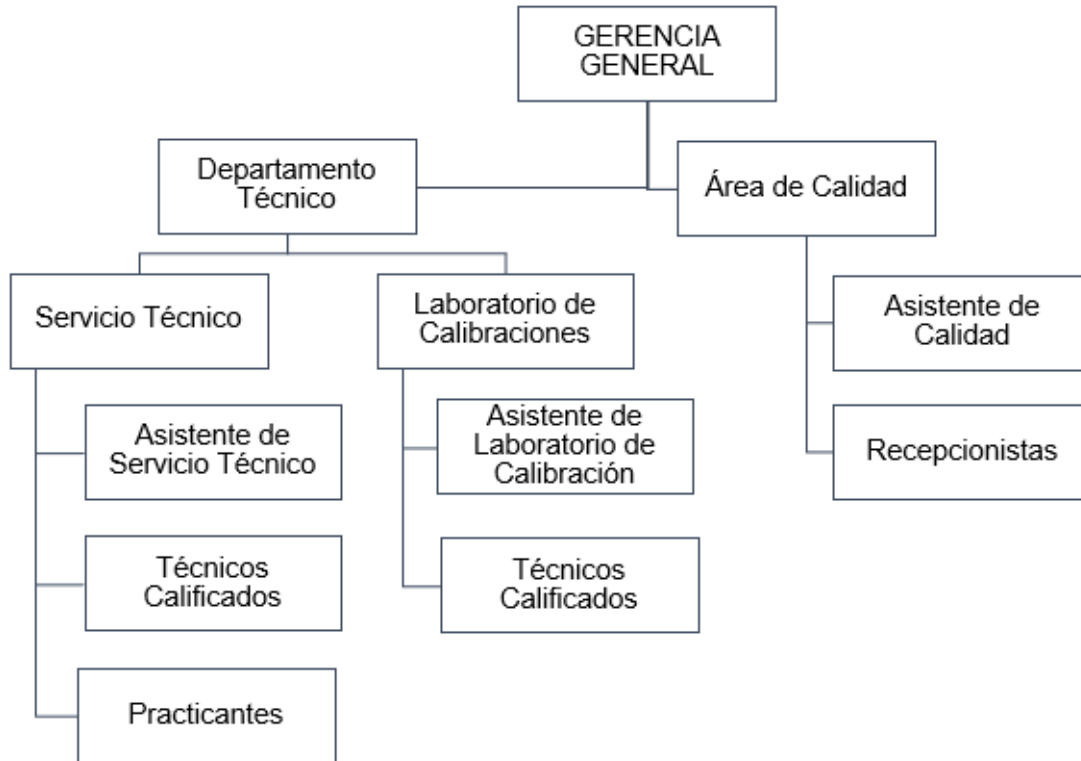 GERENCIA
GENERAL
Departamento
Técnico
Área de Calidad
Servicio Técnico
Laboratorio de
Calibraciones
Asistente de
Calidad
Asistente de
Servicio Técnico
Asistente de
Laboratorio de
Calibración
Recepcionistas
Técnicos
Calificados
Técnicos
Calificados
Practicantes